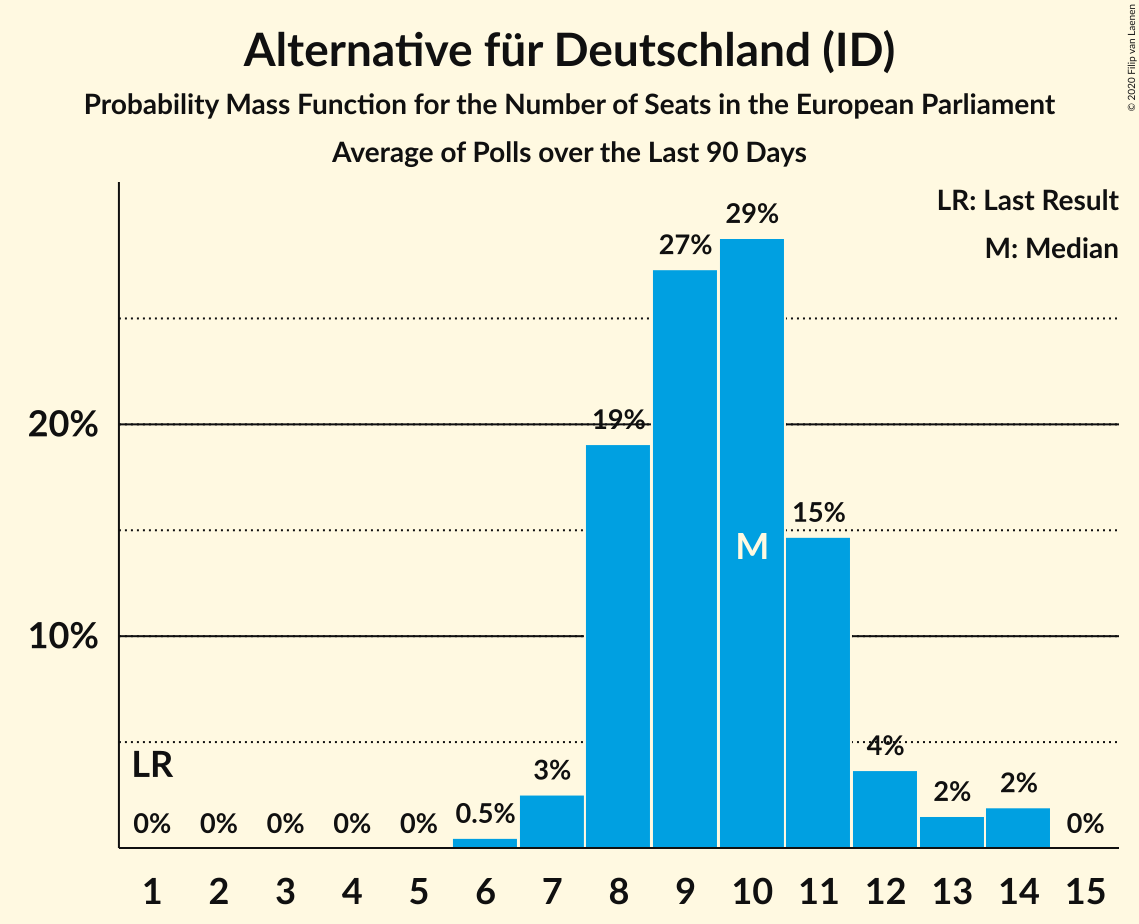 Alternative für Deutschland (ID)
Probability Mass Function for the Number of Seats in the European Parliament
Average of Polls over the Last 90 Days
© 2020 Filip van Laenen
LR: Last Result
M: Median
29%
27%
20%
19%
15%
M
10%
LR
4%
3%
2%
2%
0.5%
0% 0% 0% 0% 0% 0%
1 2 3 4 5 6 7 8 9 10 11 12 13 14 15